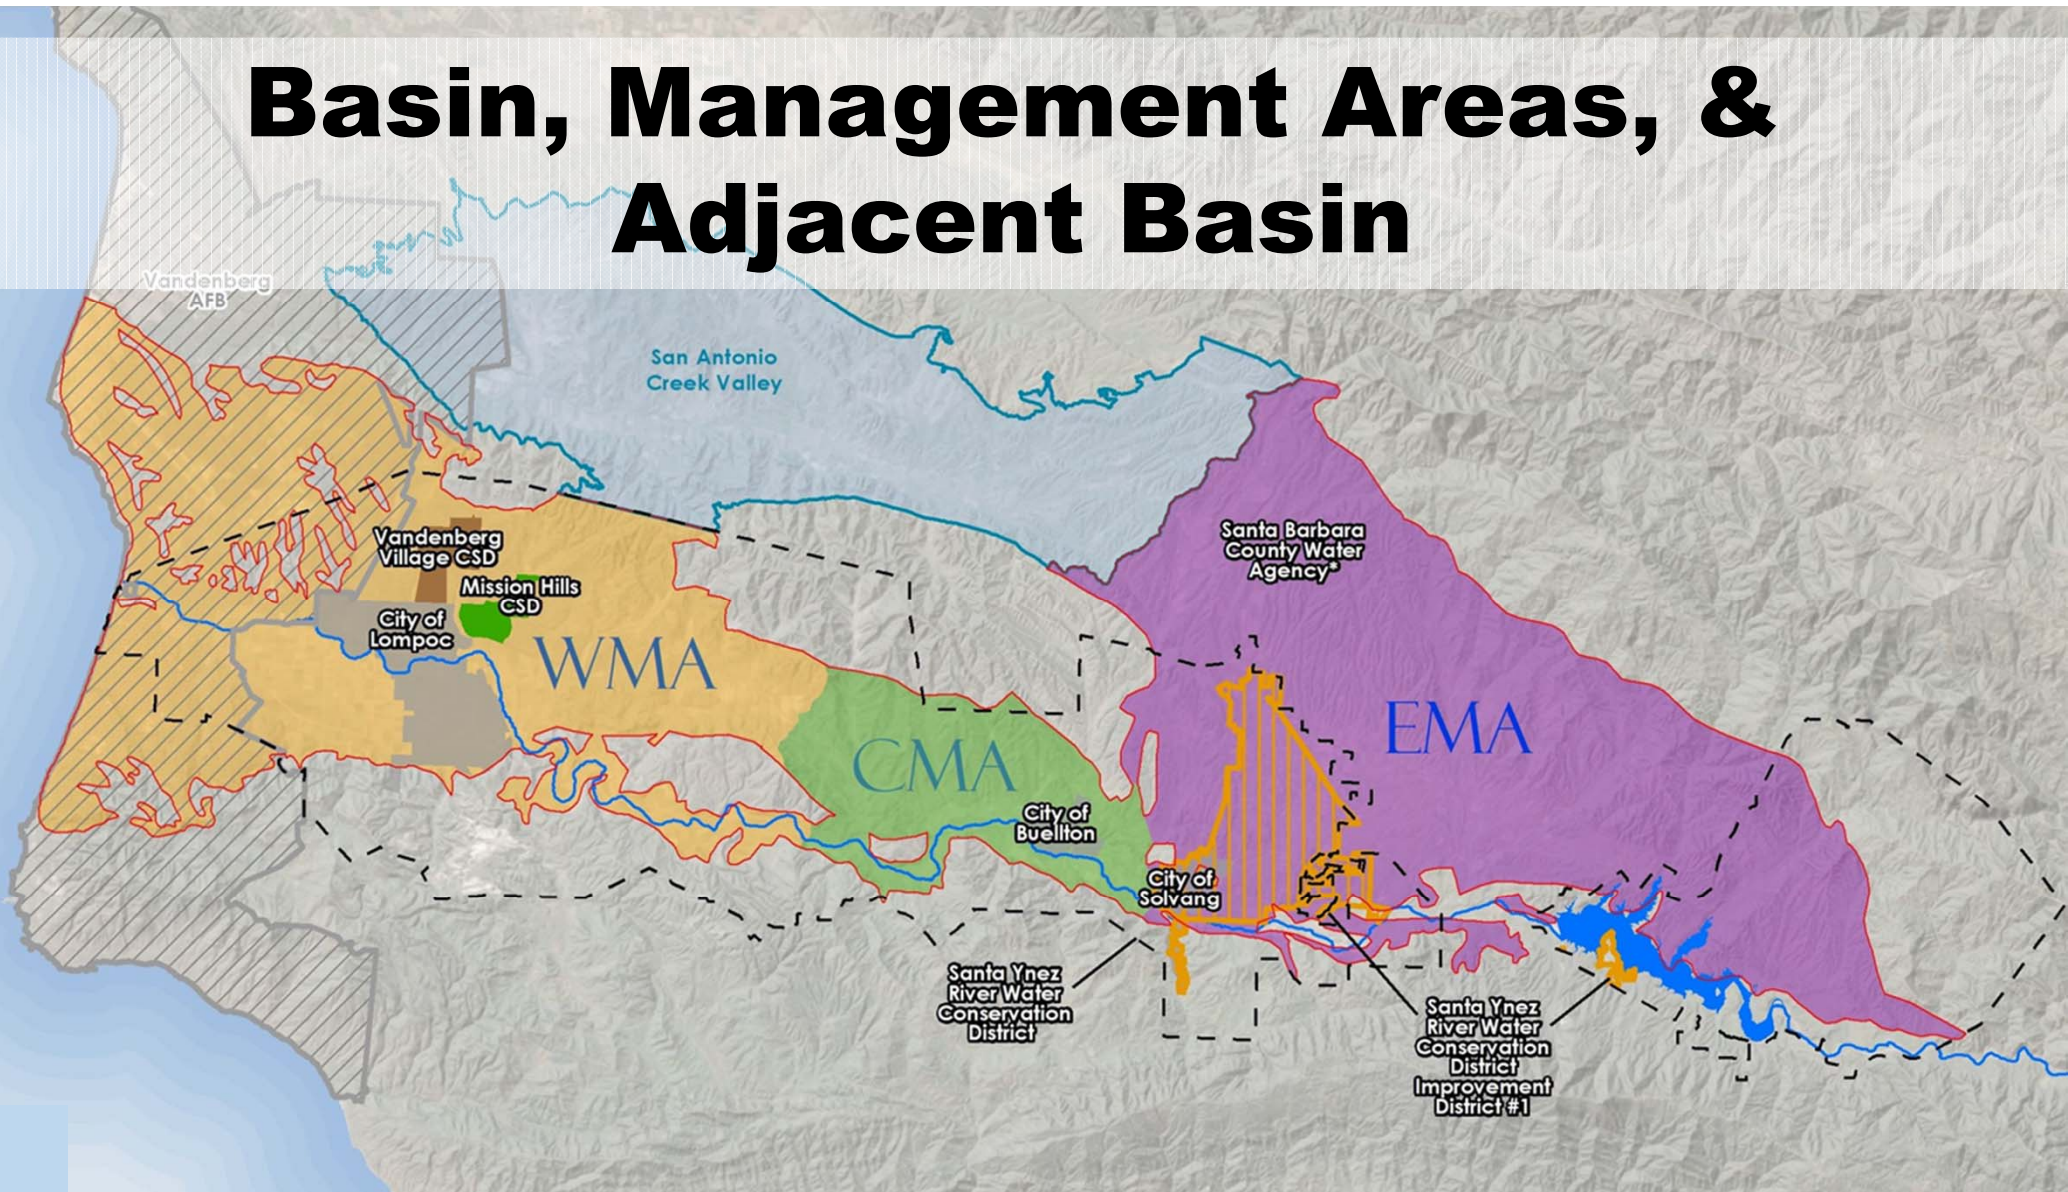 Basin, Management Areas, &
Adjacent Basin
Vandenberg
AFB
San Antonio
Creek Valley
Santa Barbara
County Water
Agency*
Vandenberg
Village CSD
Mission Hills
CSD
City of
Lompoc
WMA
EMA
CMA
City of
Buellton
City of
Solvang
Santa Ynez
River Water
Conservation
District
Santa Ynez
River Water
Conservation
District
Improvement
District #1